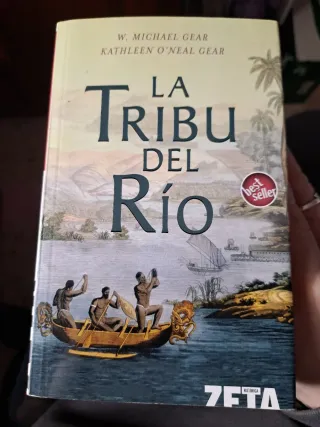 W. MICHAEL GEAR
KATHLEEN O'NEAL GEAR
LA
TRIBU
DEL
RÍO
best
seller
ZETA